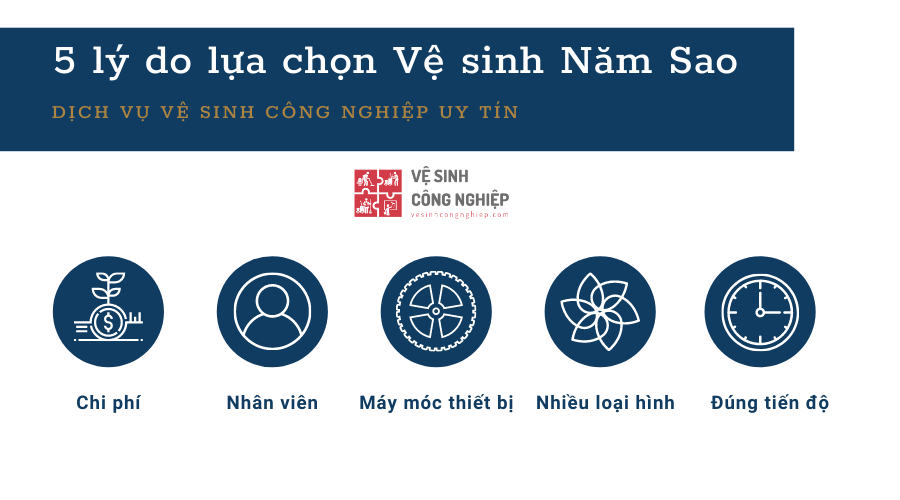 5 lý do lựa chọn Vệ sinh Năm Sao
DỊCH VỤ VỆ SINH CÔNG NGHIỆP UY TÍN
VỆ SINH
CÔNG NGHIỆP
vesinhcongnghiep.com
$
Chi phí
Nhân viên
Máy móc thiết bị
Nhiều loại hình
Đúng tiến độ